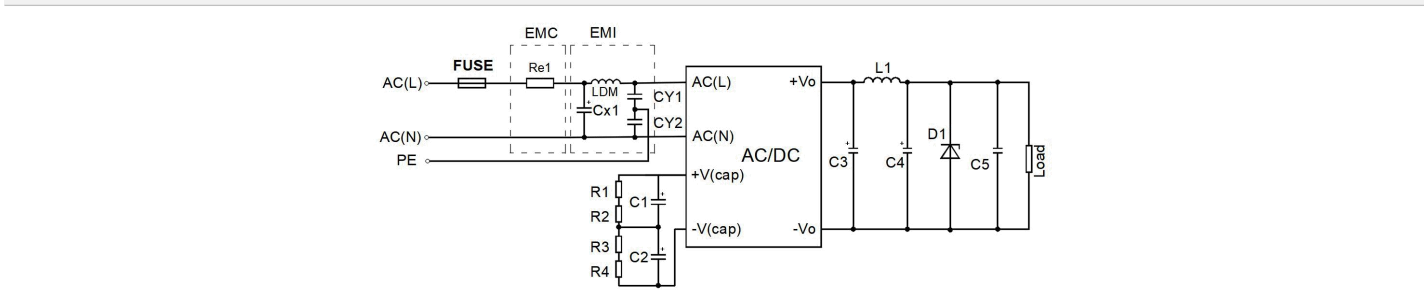 EMC EMI
FUSE
Re1
L1
AC(L)
LDM
AC(L)
+Vo
CY1
Cx1
CY2
AC(N)
AC(N)
D1
PE
AC/DC
C3
C4
C5
Load
+V(cap)
R1
C1
R2
-V(cap)
-Vo
R3
C2
R4